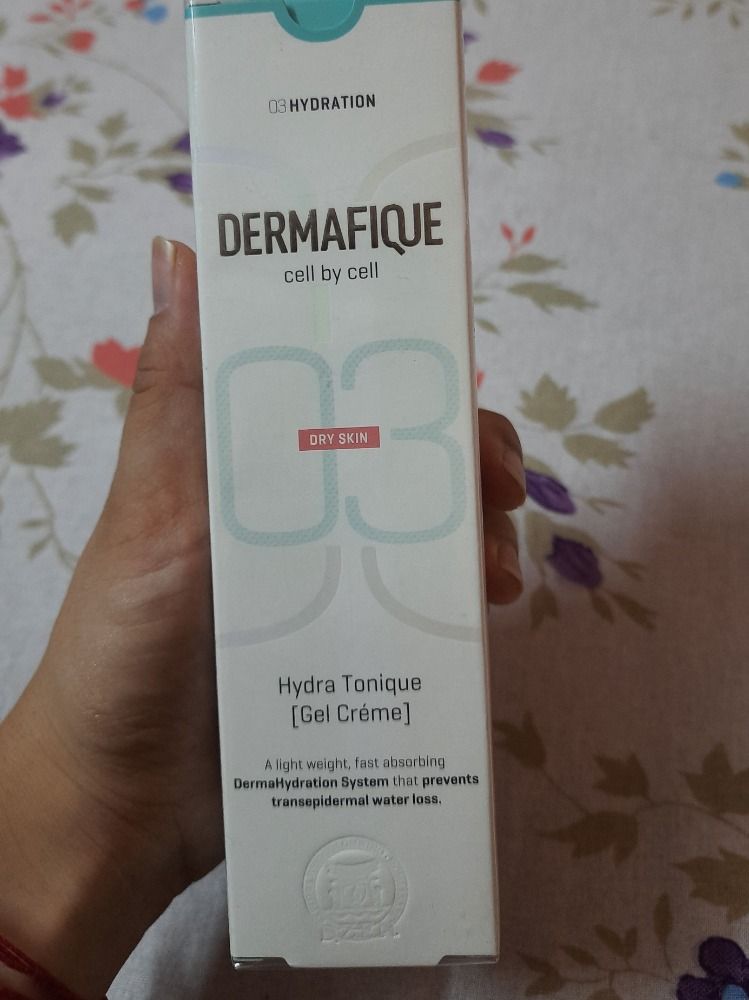 03 HYDRATION
DERMAFIQUE
cell by cell
03
DRY SKIN
Hydra Tonique
[Gel Créme]
A light weight, fast absorbing
DermaHydration System that prevents
transepidermal water loss.